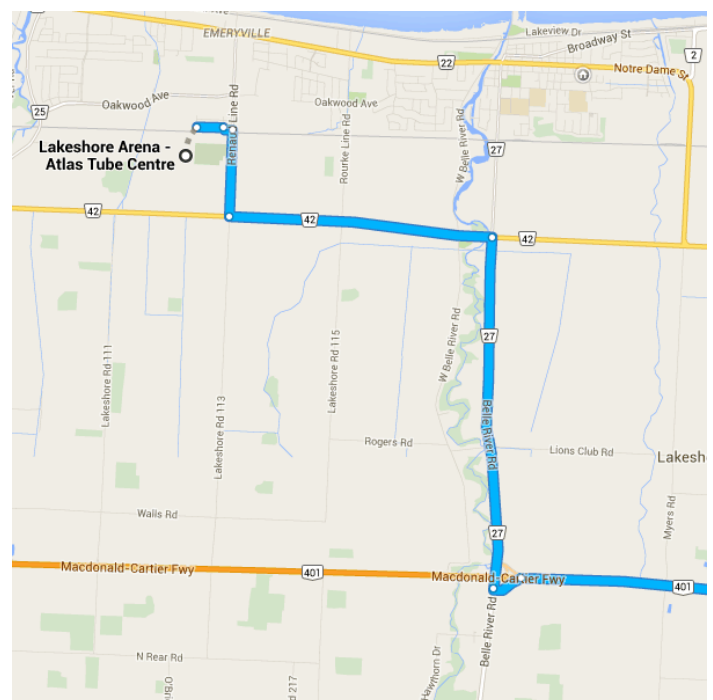 Lakeview Dr
EMERYVILLE
Broadway St
2
22
Notre Dame St
Oakwood Ave
Oakwood Ave
25
Line Rd
Rourke Line Rd
W Belle River Rd
27
Lakeshore Arena -
Atlas Tube Centre
42
42
42
27
W Belle River Rd
Lakeshore Rd 111
Lakeshore Rd 113
Lakeshore Rd 115
Belle River Rd
Rogers Rd
Lions Club Rd
Lakesho
Myers Rd
Walls Rd
27
Macdonald-Cartier Fwy
401
Macdonald-Cartier Fwy
401
Belle River Rd
N Rear Rd
Hawthorn Dr
O'Bri
217